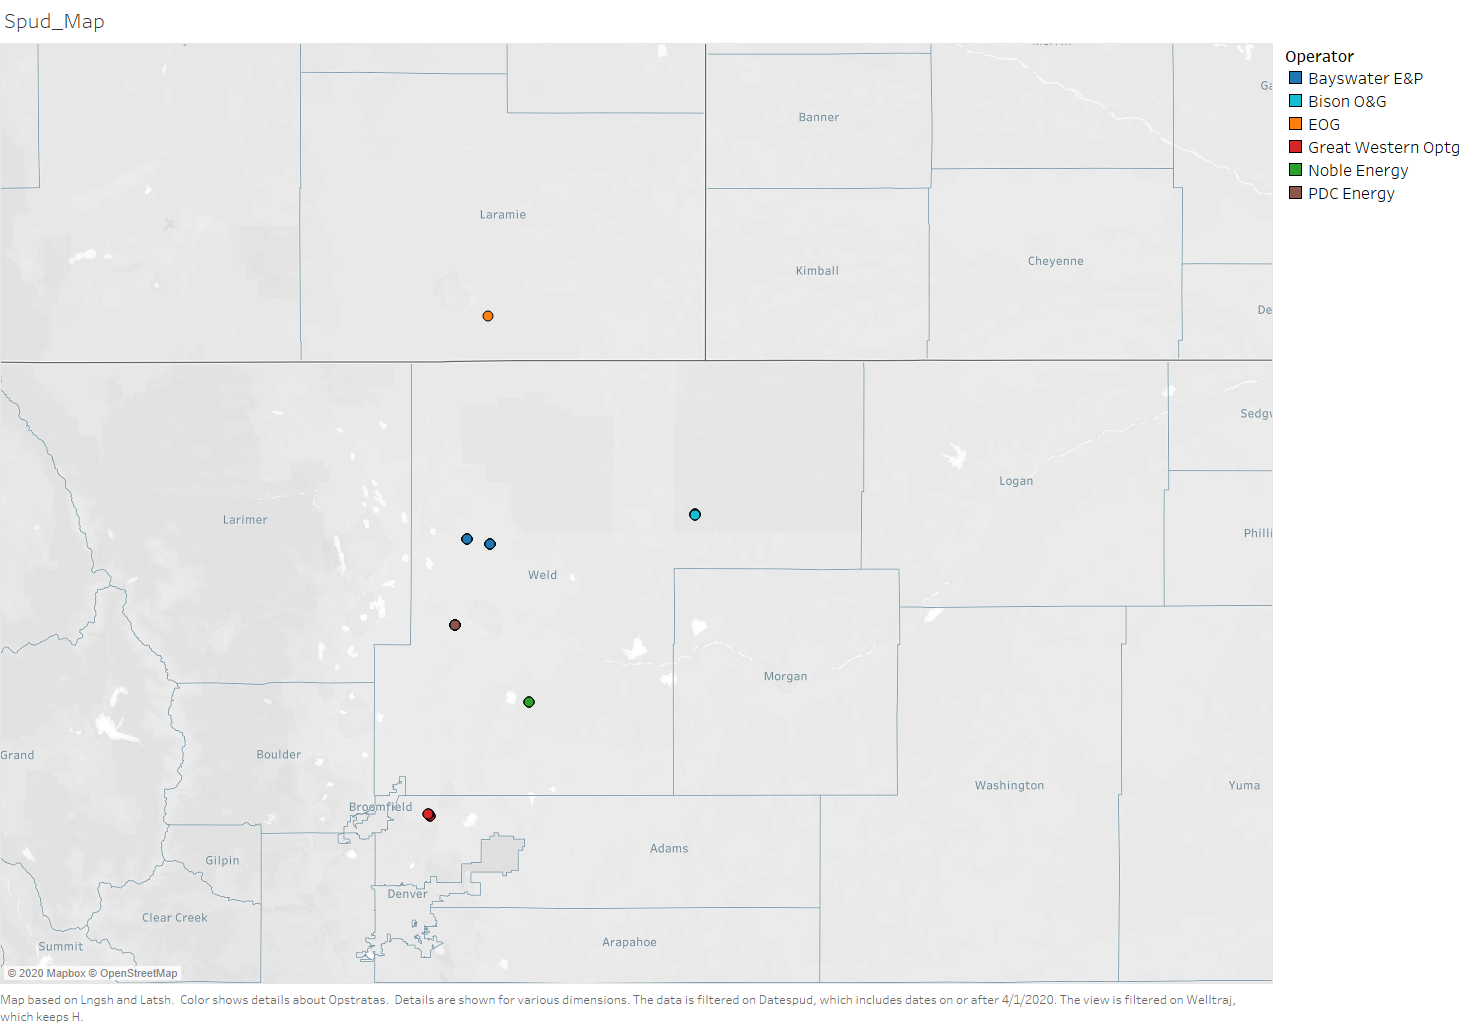 Spud_Map
Operator
Bayswater E&P
Bison O&G
EOG
Great Western Optg
Noble Energy
PDC Energy
Ga
Banner
Laramie
Kimball
Cheyenne
De
Sedgw
Logan
Larimer
Philli
Weld
Morgan
Grand
Boulder
Washington
Yuma
Broomfield
Adams
Gilpin
Denver
Clear Creek
Arapahoe
Summit
© 2020 Mapbox © OpenStreetMap
Map based on Lngsh and Latsh.  Color shows details about Opstratas.  Details are shown for various dimensions. The data is filtered on Datespud, which includes dates on or after 4/1/2020. The view is filtered on Welltraj,
which keeps H.